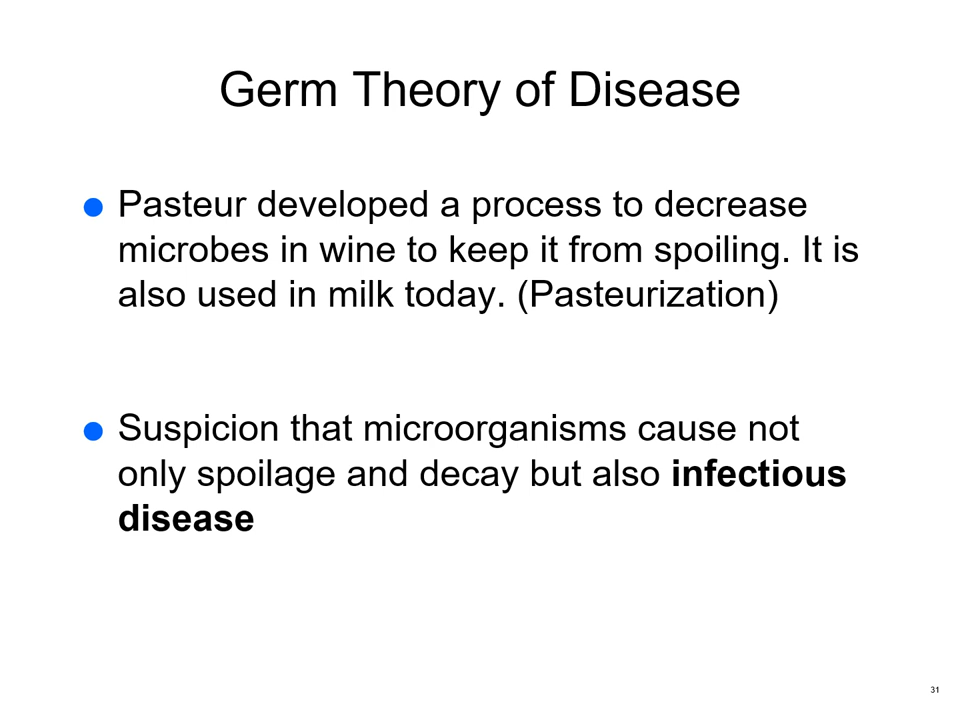 Germ Theory of Disease
● Pasteur developed a process to decrease
microbes in wine to keep it from spoiling. It is
also used in milk today. (Pasteurization)
● Suspicion that microorganisms cause not
only spoilage and decay but also infectious
disease
31